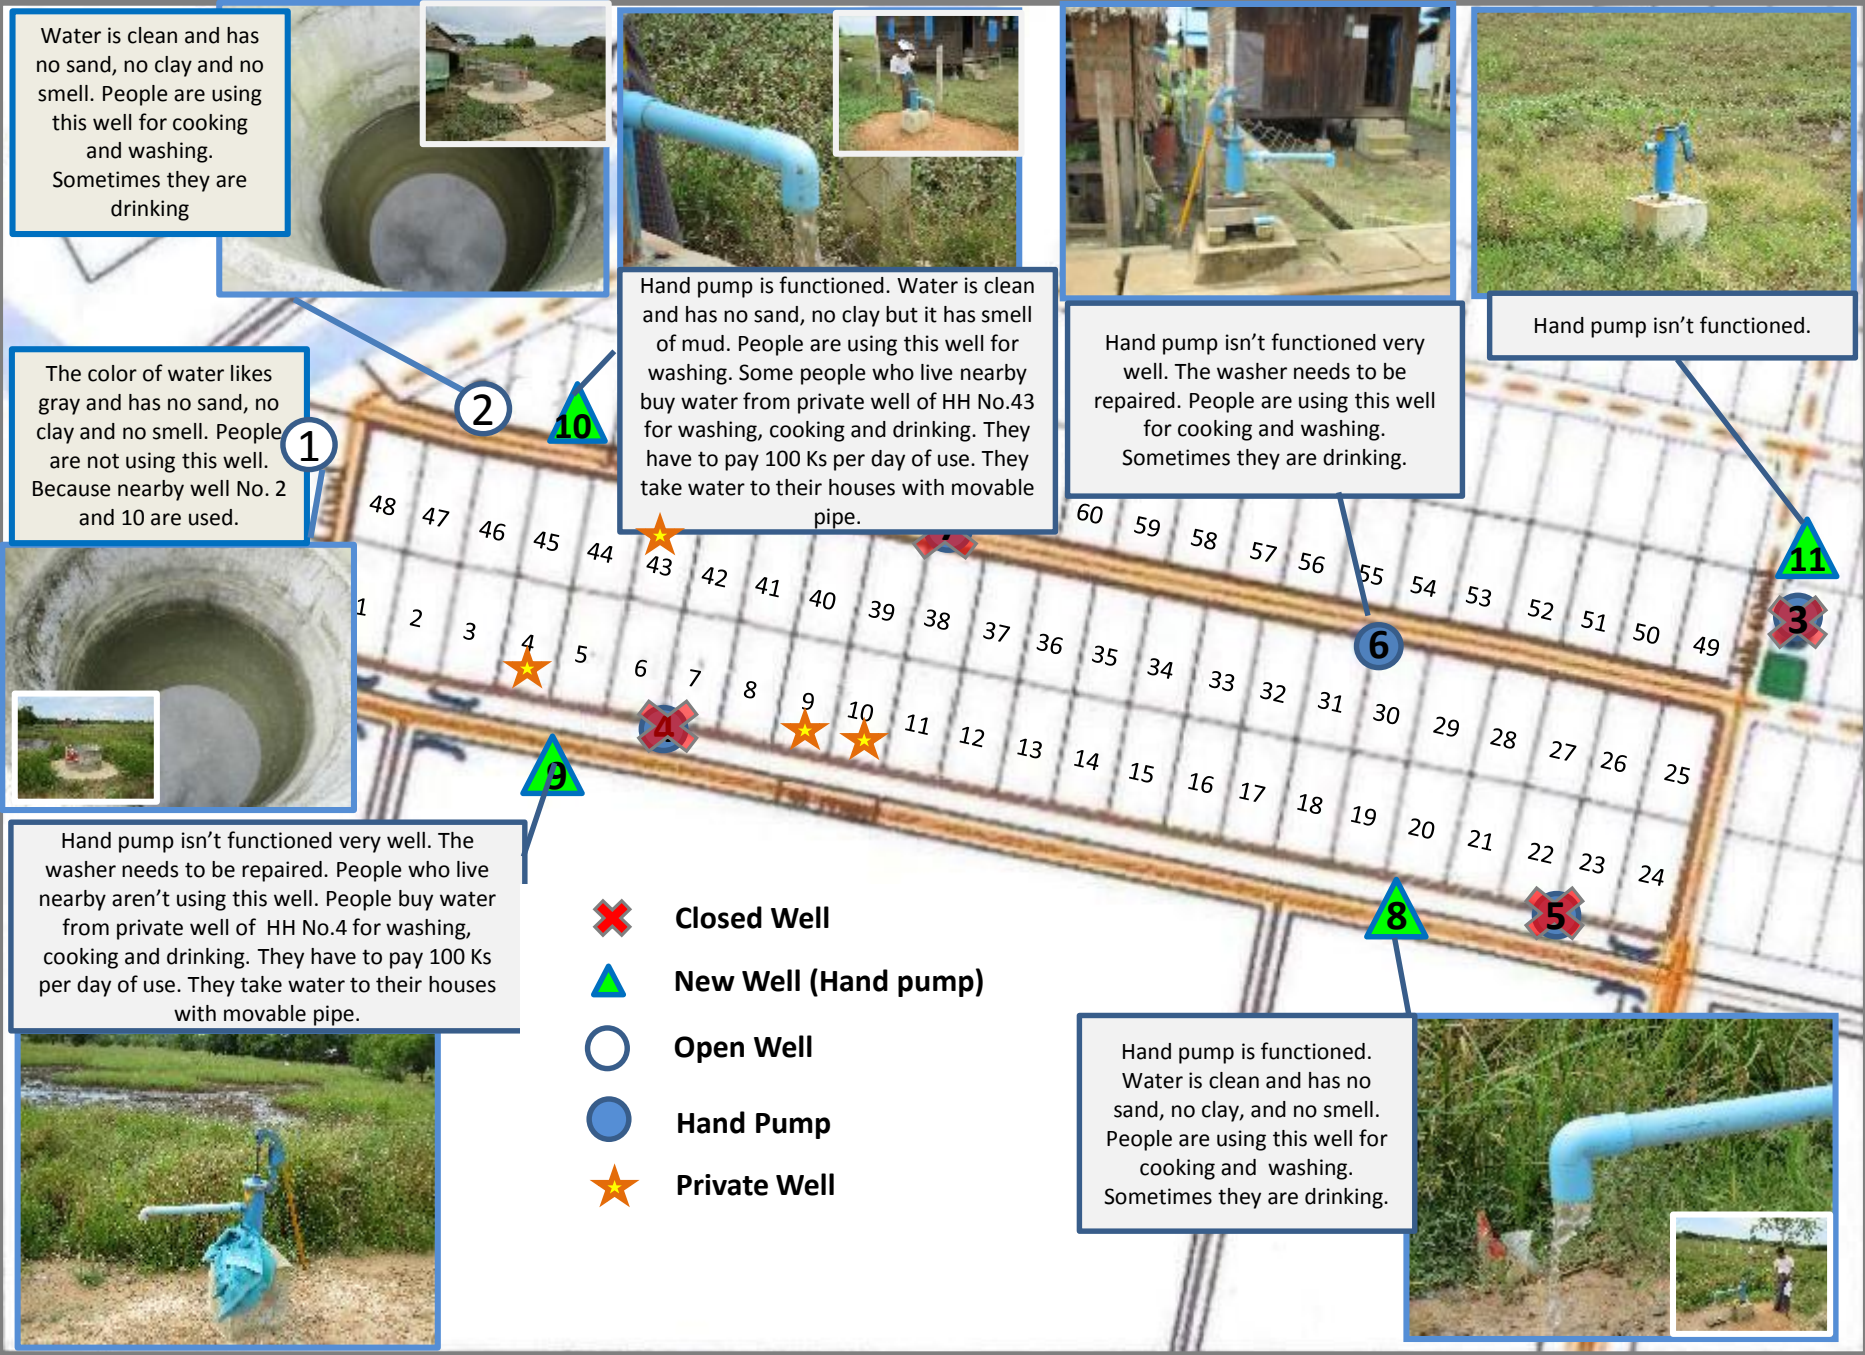 Water is clean and has
no sand, no clay and no
smell. People are using
this well for cooking
and washing.
Sometimes they are
drinking
Hand pump is functioned. Water is clean
and has no sand, no clay but it has smell
of mud. People are using this well for
washing. Some people who live nearby
buy water from private well of HH No.43
for washing, cooking and drinking. They
have to pay 100 Ks per day of use. They
take water to their houses with movable
pipe.
Hand pump isn't functioned very
well. The washer needs to be
repaired. People are using this well
for cooking and washing.
Sometimes they are drinking.
Hand pump isn't functioned.
The color of water likes
gray and has no sand, no
clay and no smell. People
are not using this well.
Because nearby well No. 2
and 10 are used.
1
2
10
11
3
6
4
9
8
5
60 59 58 57 56 55 54 53 52 51 50 49
48 47 46 45 44 43 42 41 40 39 38 37 36 35 34 33 32 31 30 29 28 27 26 25
1 2 3 4 5 6 7 8 9 10 11 12 13 14 15 16 17 18 19 20 21 22 23 24
Hand pump isn't functioned very well. The
washer needs to be repaired. People who live
nearby aren't using this well. People buy water
from private well of HH No.4 for washing,
cooking and drinking. They have to pay 100 Ks
per day of use. They take water to their houses
with movable pipe.
Closed Well
New Well (Hand pump)
Open Well
Hand Pump
Private Well
Hand pump is functioned.
Water is clean and has no
sand, no clay, and no smell.
People are using this well for
cooking and washing.
Sometimes they are drinking.